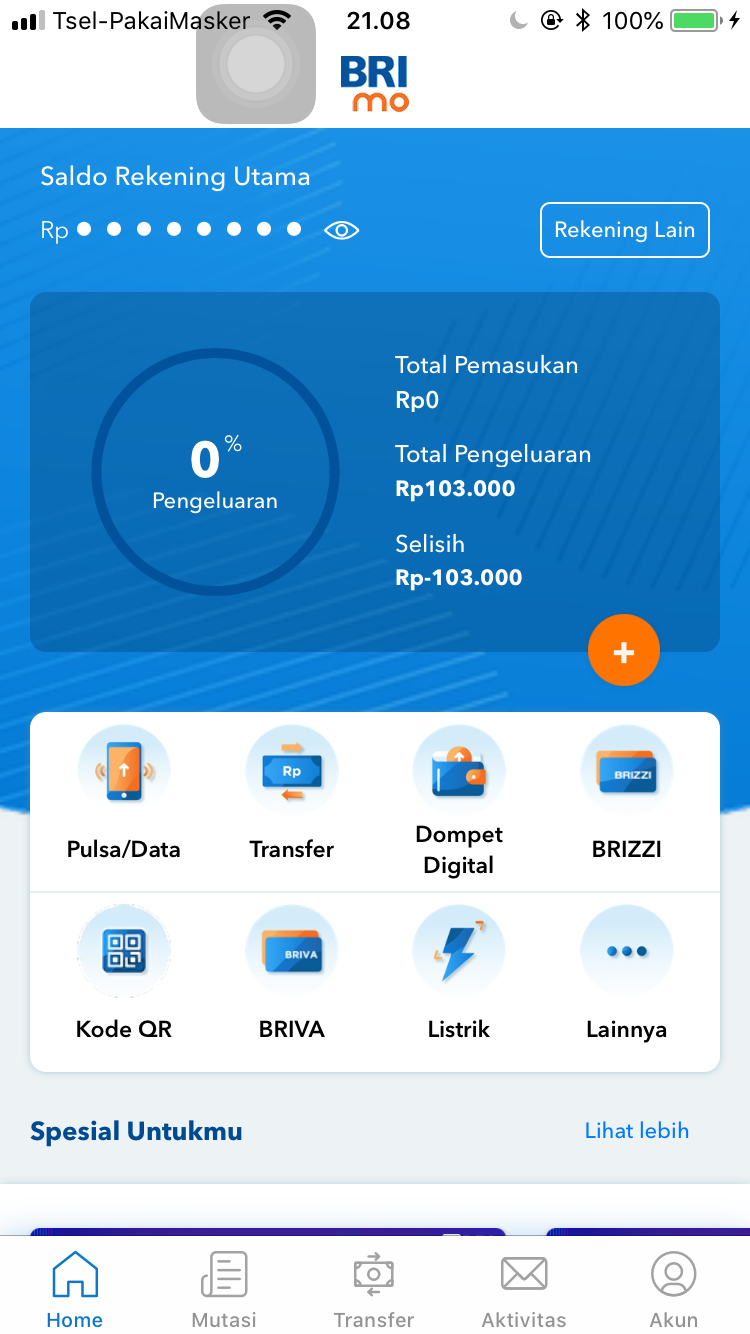 Tsel-PakaiMasker 21.08 100%
BRI
mo
Saldo Rekening Utama
Rp
Rekening Lain
0%
Pengeluaran
Total Pemasukan
Rp0
Total Pengeluaran
Rp103.000
Selisih
Rp-103.000
+
Rp
BRIZZI
Pulsa/Data
Transfer
Dompet
Digital
BRIZZI
BRIVA
Kode QR
BRIVA
Listrik
Lainnya
Spesial Untukmu
Lihat lebih
Home
Mutasi
Transfer
Aktivitas
Akun